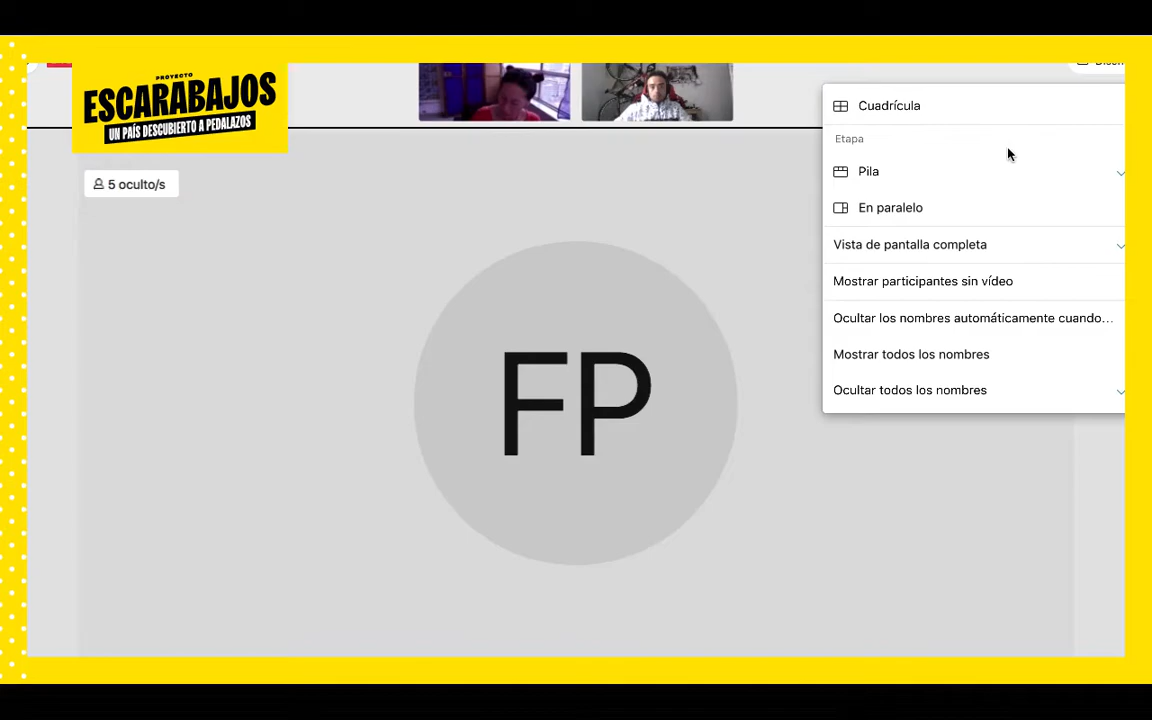 PROYECTO
ESCARABAJOS
UN PAÍS DESCUBIERTO A PEDALAZOS
5 oculto/s
FP
Cuadrícula
Etapa
Pila
En paralelo
Vista de pantalla completa
Mostrar participantes sin vídeo
Ocultar los nombres automáticamente cuando...
Mostrar todos los nombres
Ocultar todos los nombres